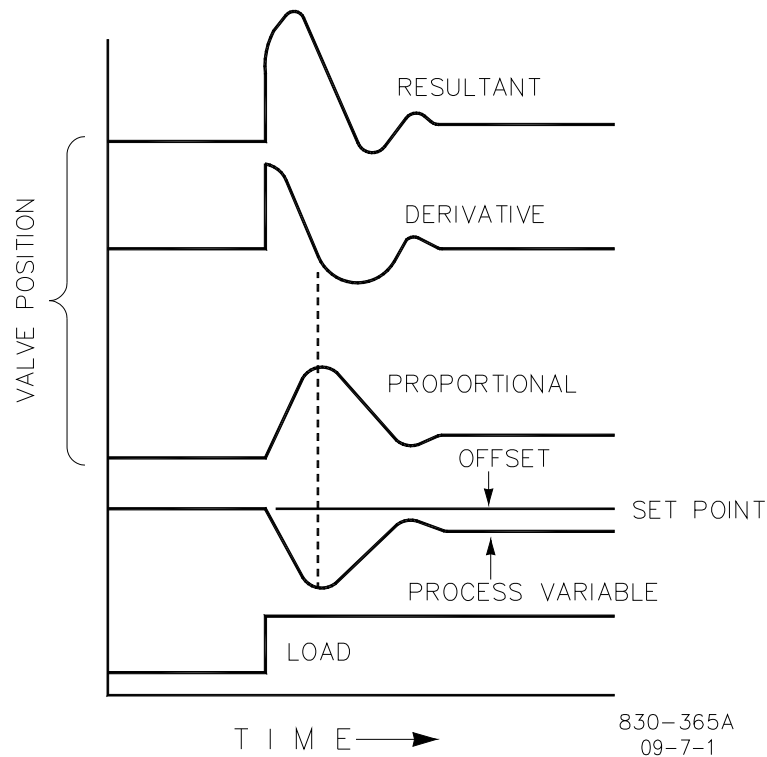 RESULTANT
DERIVATIVE
VALVE POSITION
PROPORTIONAL
OFFSET
SET POINT
PROCESS VARIABLE
LOAD
TIME
830-365A
09-7-1